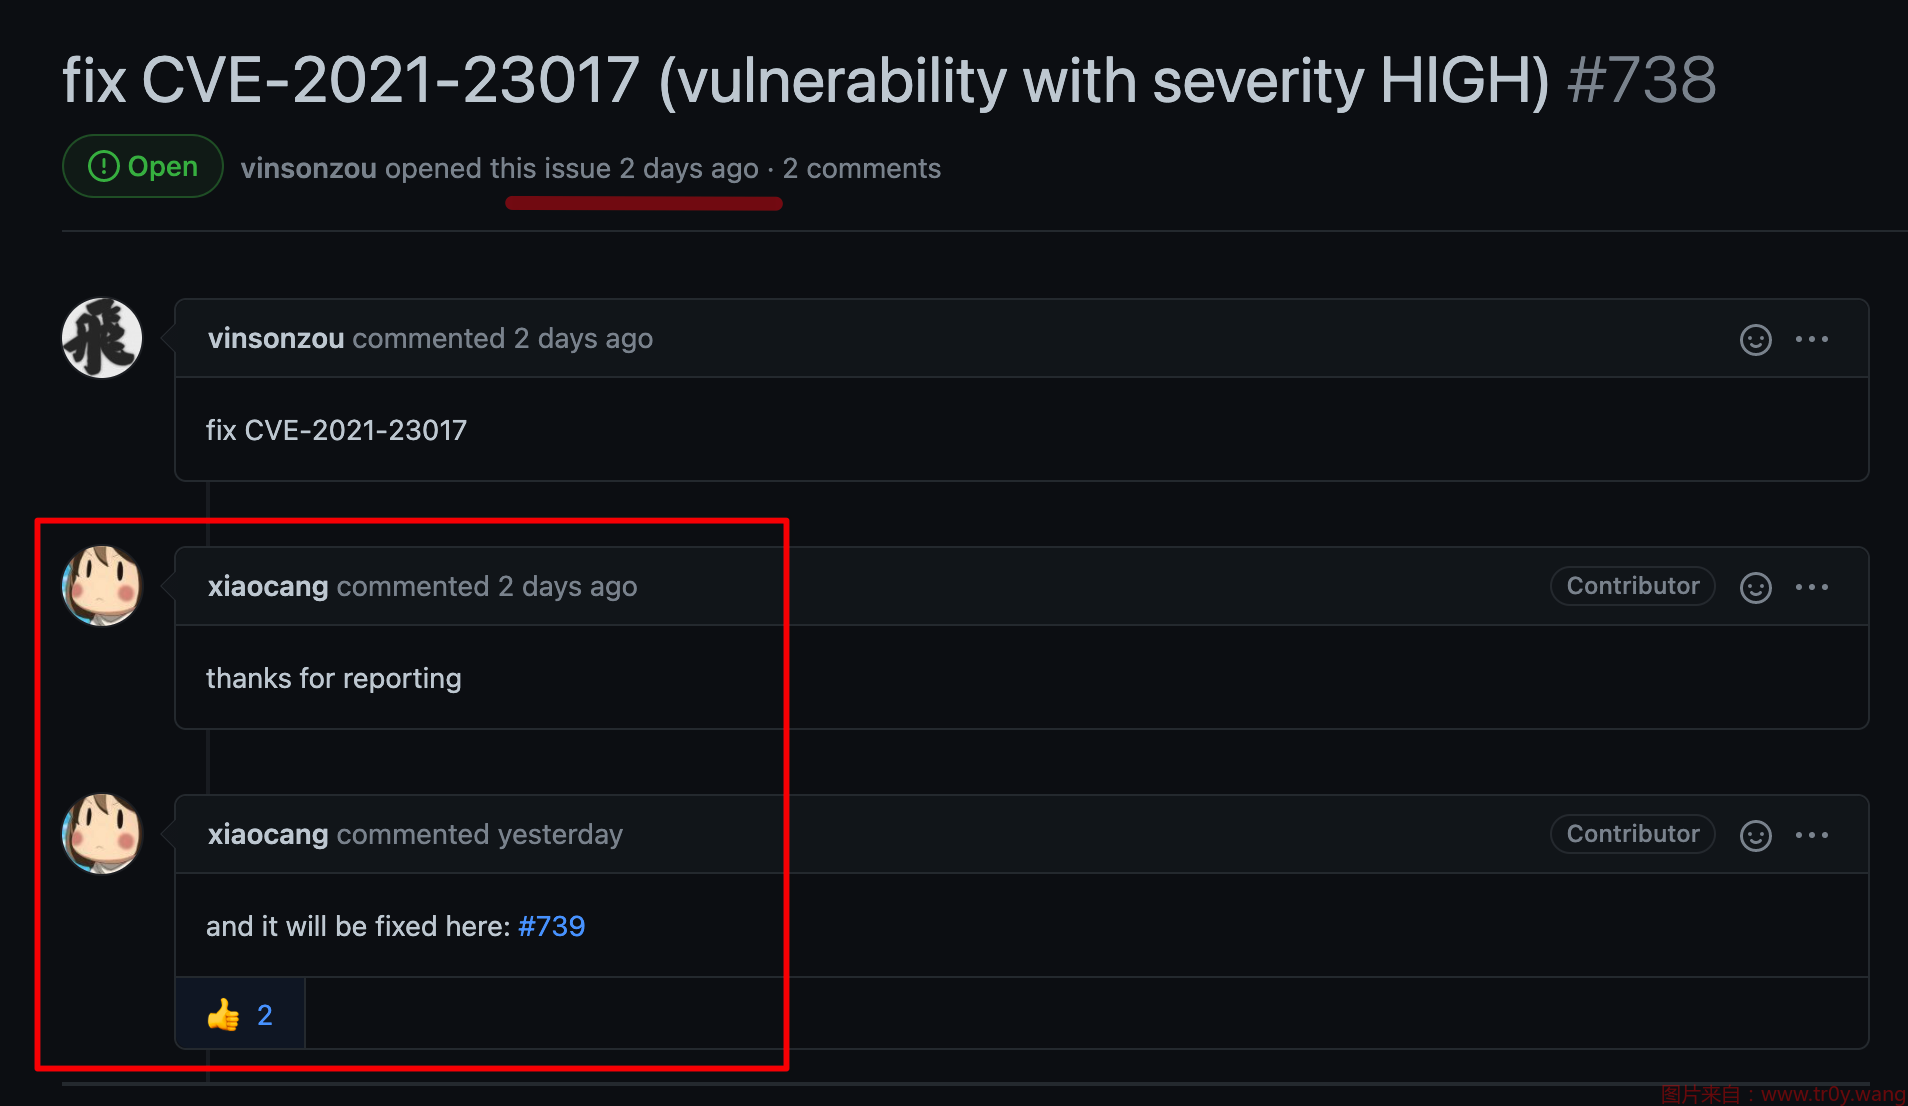 fix CVE-2021-23017 (vulnerability with severity HIGH) #738
Open vinsonzou opened this issue 2 days ago · 2 comments
飛
vinsonzou commented 2 days ago
fix CVE-2021-23017
xiaocang commented 2 days ago Contributor
thanks for reporting
xiaocang commented yesterday Contributor
and it will be fixed here: #739
👍 2
图片来自：www.tr0y.wang